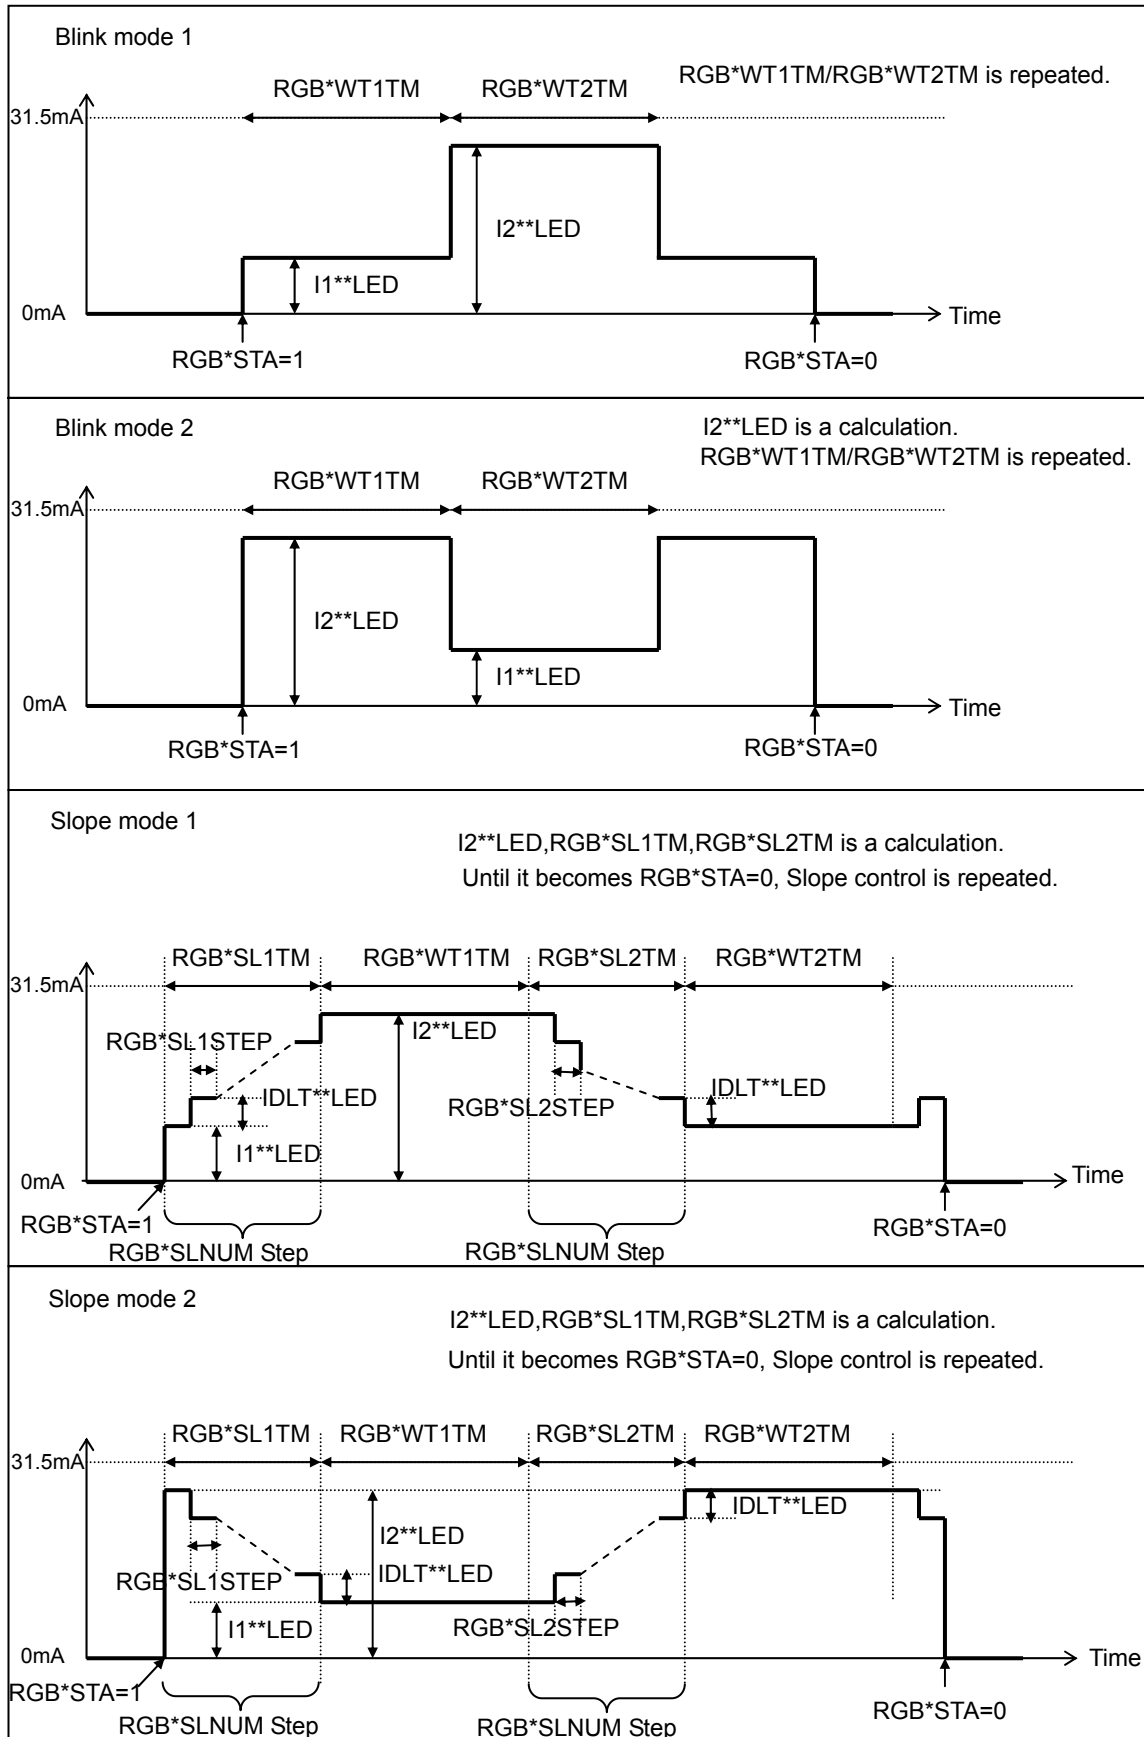 Blink mode 1
RGB*WT1TM/RGB*WT2TM is repeated.
RGB*WT1TM
RGB*WT2TM
31.5mA
I2**LED
I1**LED
0mA
Time
RGB*STA=1
RGB*STA=0
Blink mode 2
I2**LED is a calculation.
RGB*WT1TM/RGB*WT2TM is repeated.
RGB*WT1TM
RGB*WT2TM
31.5mA
I2**LED
I1**LED
0mA
Time
RGB*STA=1
RGB*STA=0
Slope mode 1
I2**LED,RGB*SL1TM,RGB*SL2TM is a calculation.
Until it becomes RGB*STA=0, Slope control is repeated.
RGB*SL1TM
RGB*WT1TM
RGB*SL2TM
RGB*WT2TM
31.5mA
I2**LED
RGB*SL1STEP
IDLT**LED
IDLT**LED
RGB*SL2STEP
I1**LED
0mA
Time
RGB*STA=1
RGB*STA=0
RGB*SLNUM Step
RGB*SLNUM Step
Slope mode 2
I2**LED,RGB*SL1TM,RGB*SL2TM is a calculation.
Until it becomes RGB*STA=0, Slope control is repeated.
RGB*SL1TM
RGB*WT1TM
RGB*SL2TM
RGB*WT2TM
31.5mA
IDLT**LED
I2**LED
IDLT**LED
RGB*SL1STEP
I1**LED
RGB*SL2STEP
0mA
Time
RGB*STA=1
RGB*STA=0
RGB*SLNUM Step
RGB*SLNUM Step